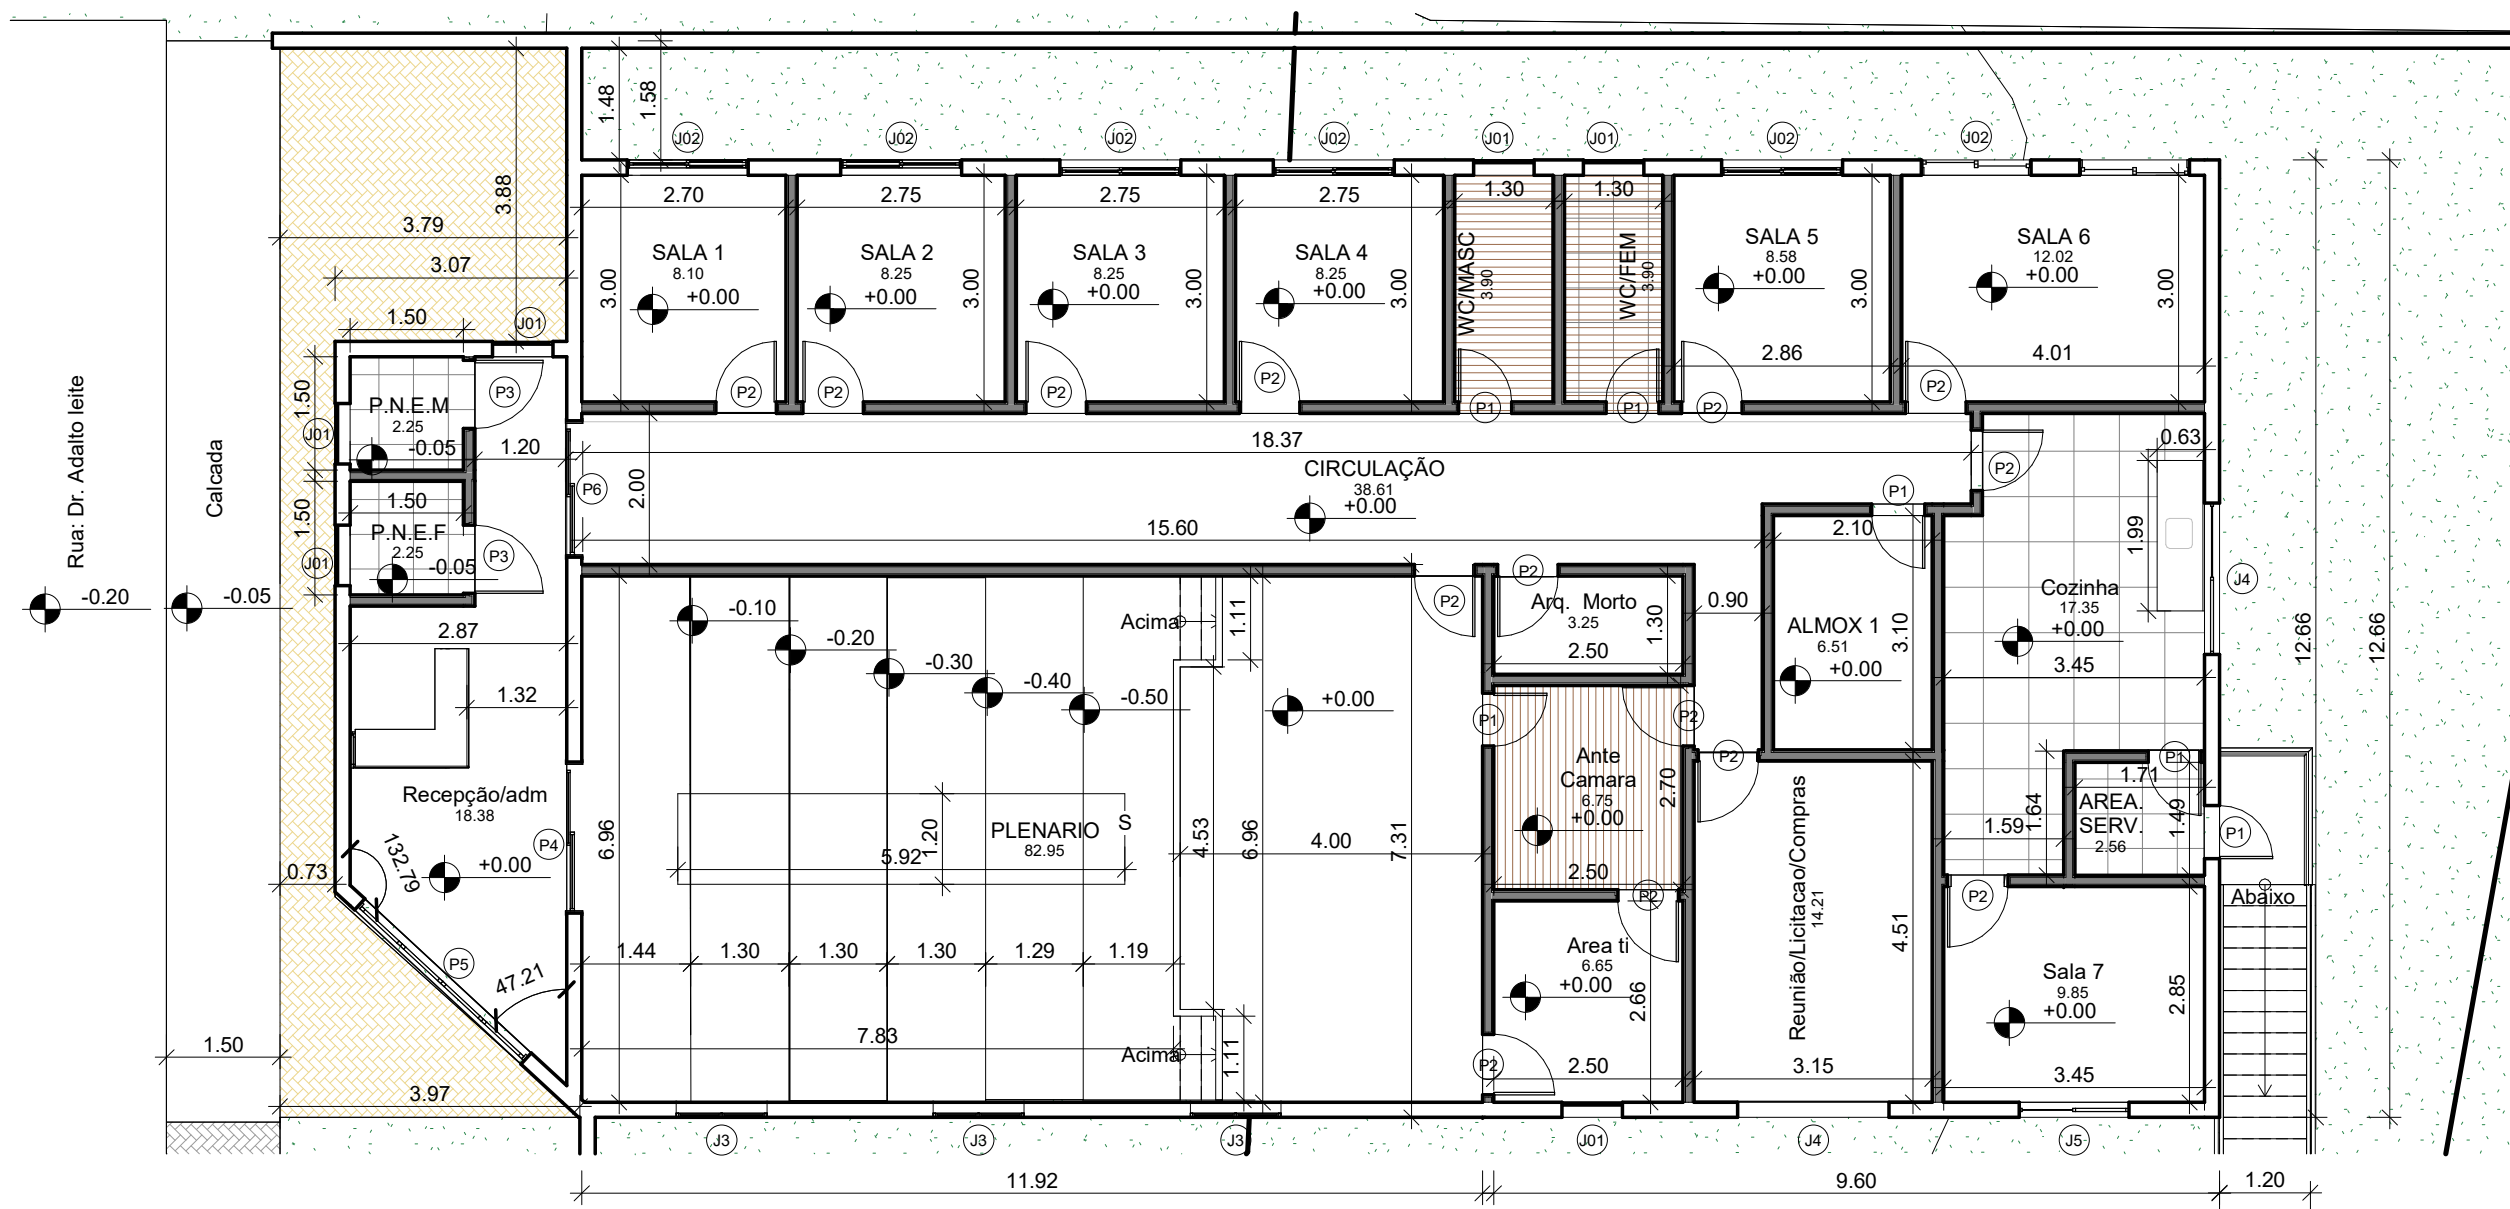 1.48
1.58
J02
J02
J02
J02
J01
J01
J02
J02
3.88
3.79
3.07
1.50
J01
2.70
2.75
2.75
2.75
1.30
1.30
SALA 1
8.10
+0.00
3.00
SALA 2
8.25
+0.00
3.00
SALA 3
8.25
+0.00
3.00
SALA 4
8.25
+0.00
3.00
WC/MASC
3.90
WC/FEM
3.90
SALA 5
8.58
+0.00
3.00
2.86
SALA 6
12.02
+0.00
3.00
4.01
P2
P2
P2
P2
P1
P1
P2
P2
Rua: Dr. Adalto leite
Calcada
-0.20
-0.05
1.50
P.N.E.M
2.25
-0.05
J01
P3
1.20
1.50
1.50
P.N.E.F
2.25
-0.05
J01
P3
P6
2.00
18.37
CIRCULAÇÃO
38.61
+0.00
15.60
P1
P2
0.63
1.99
J4
Cozinha
17.35
+0.00
3.45
12.66
12.66
2.10
ALMOX 1
6.51
+0.00
3.10
0.90
P2
P2
Arq. Morto
3.25
1.30
2.50
2.87
1.32
-0.10
-0.20
-0.30
-0.40
-0.50
+0.00
Acima
1.11
P1
P2
P2
Ante
Camara
6.75
+0.00
2.70
2.50
Recepção/adm
18.38
+0.00
P4
132.79
0.73
47.21
P5
6.96
1.20
5.92
PLENARIO
82.95
S
4.53
6.96
4.00
7.31
1.44
1.30
1.30
1.30
1.29
1.19
7.83
Acima
1.11
P2
Area ti
6.65
+0.00
2.66
2.50
P2
Reunião/Licitacao/Compras
14.21
4.51
3.15
1.64
1.59
1.71
P1
AREA.
SERV.
2.56
1.49
P1
Abaixo
P2
Sala 7
9.85
+0.00
2.85
3.45
1.50
3.97
J3
J3
J3
J01
J4
J5
11.92
9.60
1.20